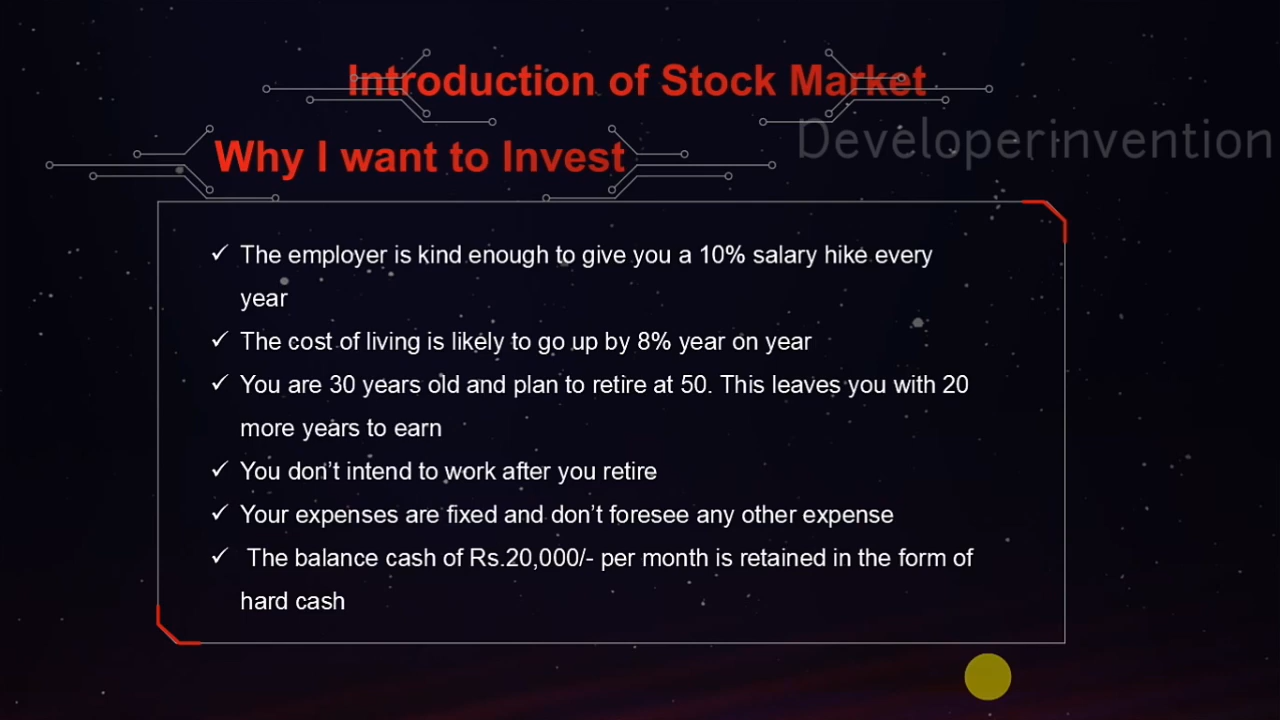 Introduction of Stock Market
Developerinvention
Why I want to Invest
✓ The employer is kind enough to give you a 10% salary hike every
year
✓ The cost of living is likely to go up by 8% year on year
✓ You are 30 years old and plan to retire at 50. This leaves you with 20
more years to earn
✓ You don't intend to work after you retire
✓ Your expenses are fixed and don't foresee any other expense
✓ The balance cash of Rs.20,000/- per month is retained in the form of
hard cash